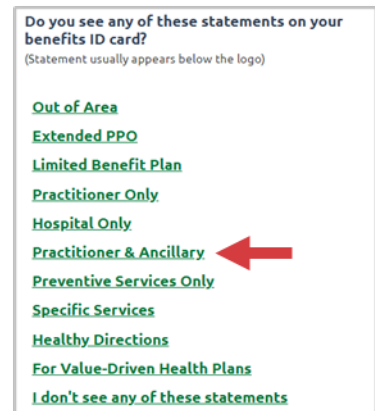 Do you see any of these statements on your
benefits ID card?
(Statement usually appears below the logo)
Out of Area
Extended PPO
Limited Benefit Plan
Practitioner Only
Hospital Only
Practitioner & Ancillary
Preventive Services Only
Specific Services
Healthy Directions
For Value-Driven Health Plans
I don't see any of these statements